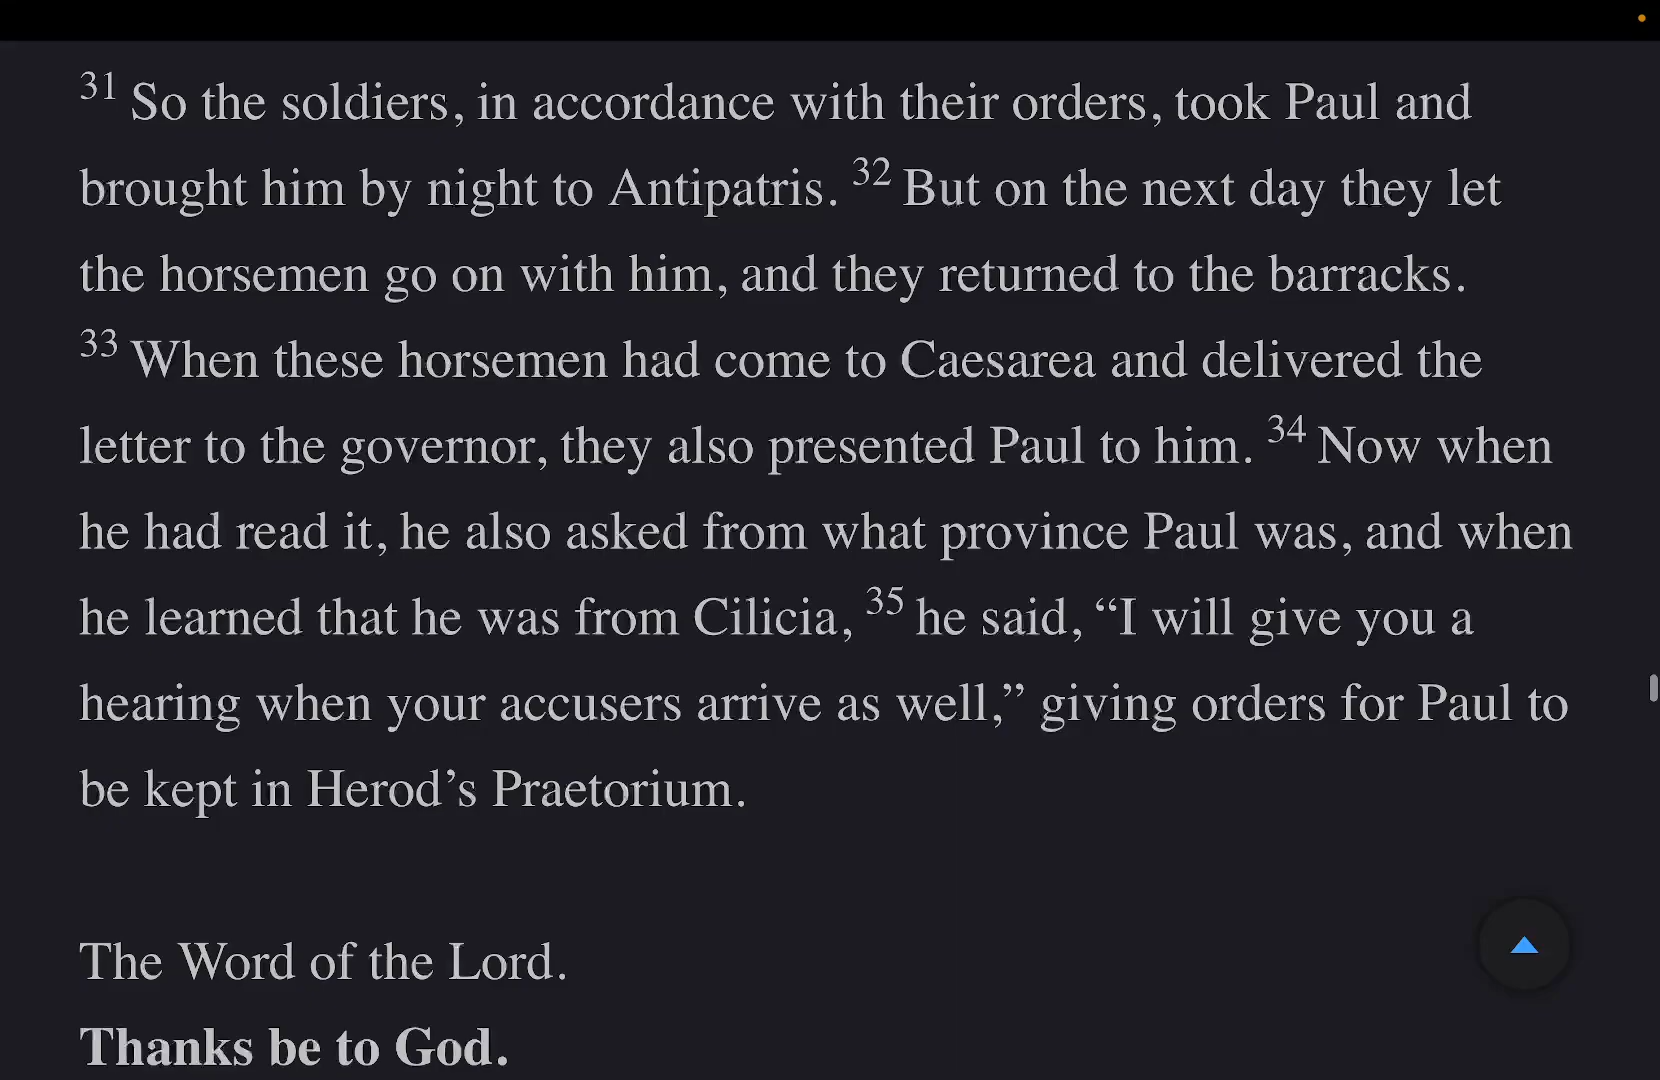 31 So the soldiers, in accordance with their orders, took Paul and
brought him by night to Antipatris. 32 But on the next day they let
the horsemen go on with him, and they returned to the barracks.
33 When these horsemen had come to Caesarea and delivered the
letter to the governor, they also presented Paul to him. 34 Now when
he had read it, he also asked from what province Paul was, and when
he learned that he was from Cilicia, 35 he said, “I will give you a
hearing when your accusers arrive as well,” giving orders for Paul to
be kept in Herod’s Praetorium.
The Word of the Lord.
Thanks be to God.